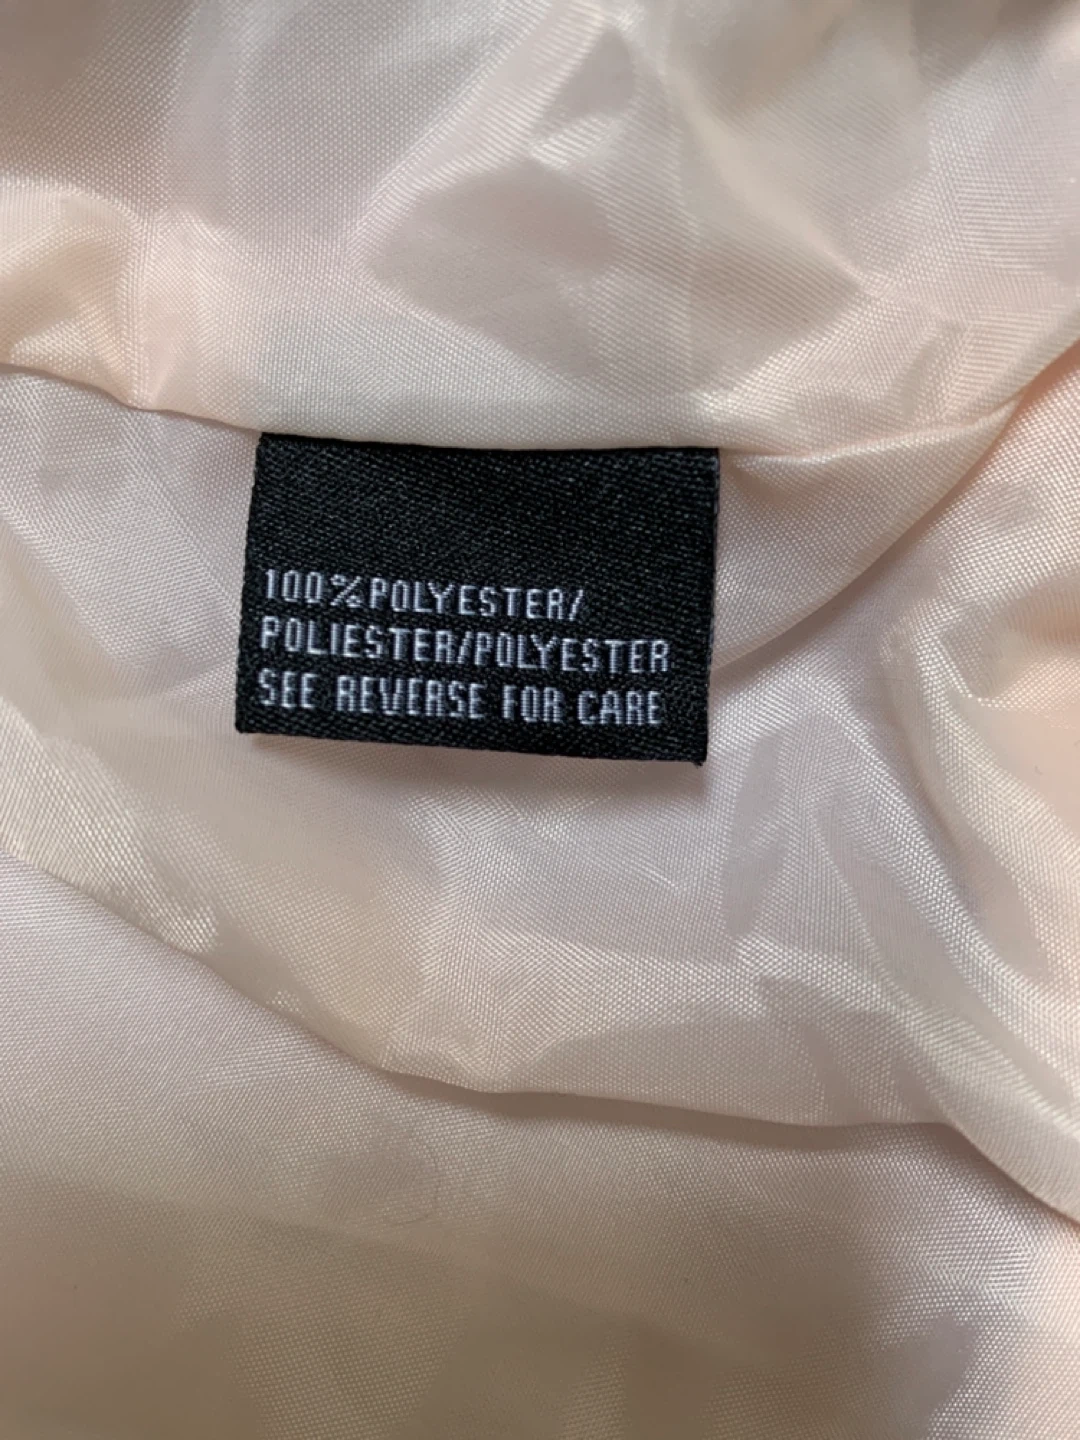 100%POLYESTER/
POLIESTER/POLYESTER
SEE REVERSE FOR CARE